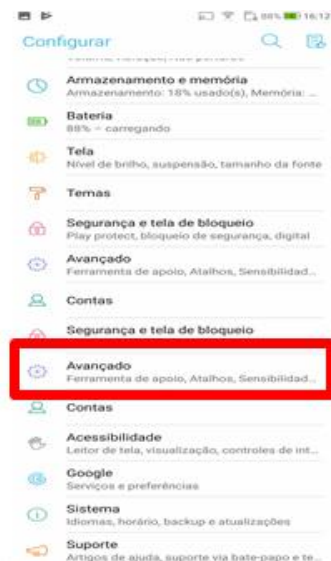 88% 16:12
Configurar
Armazenamento e memória
Armazenamento: 18% usado(s), Memória: ...
Bateria
88% - carregando
Tela
Nível de brilho, suspensão, tamanho da fonte
Temas
Segurança e tela de bloqueio
Play protect, bloqueio de segurança, digital
Avançado
Ferramenta de apoio, Atalhos, Sensibilidad...
Contas
Segurança e tela de bloqueio
Avançado
Ferramenta de apoio, Atalhos, Sensibilidad...
Contas
Acessibilidade
Leitor de tela, visualização, controles de int...
Google
Serviços e preferências
Sistema
Idiomas, horário, backup e atualizações
Suporte
Artigos de ajuda, suporte via bate-papo e te...